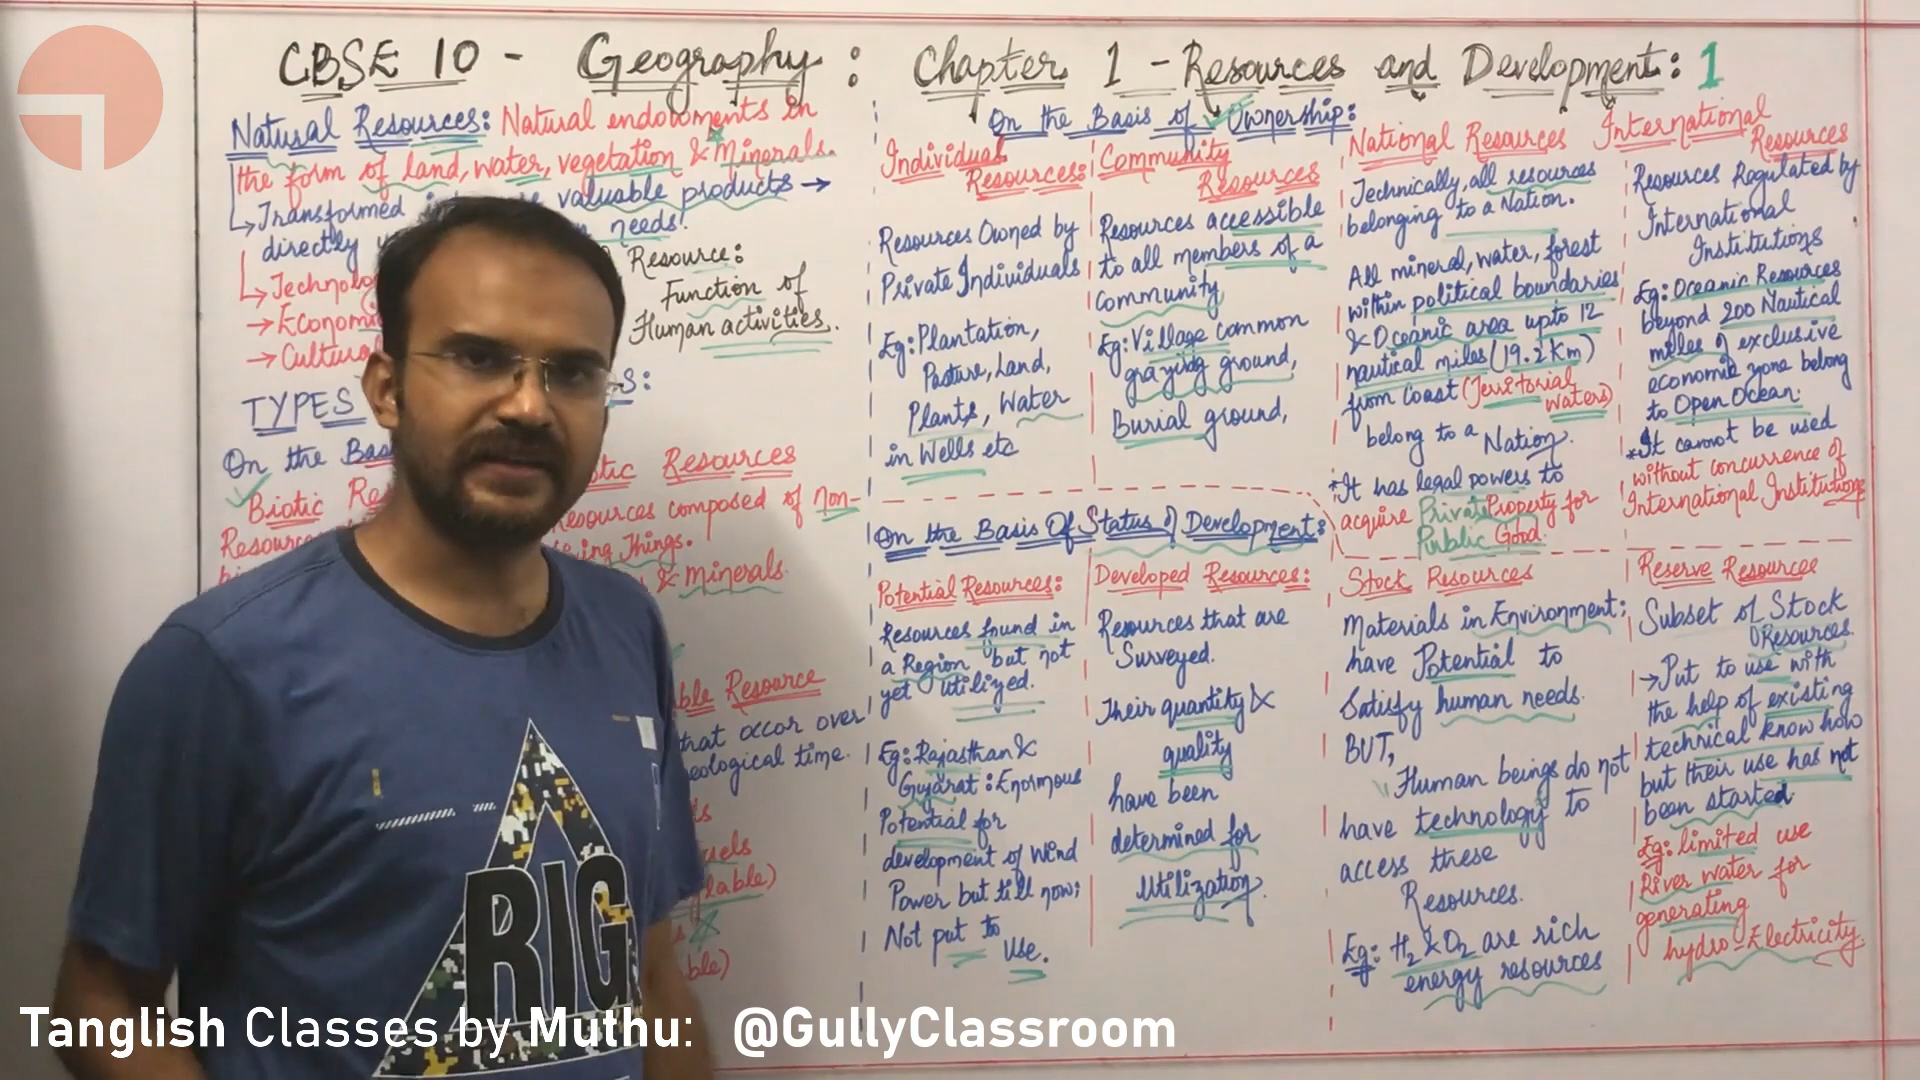 CBSE 10 - Geography: Chapter 1 - Resources and Development: 1
Natural Resources: Natural endowments in
the form of land, water, vegetation & Minerals.
Transformed valuable products →
directly needs!
Resource:
Function of
Human activities.
→ Cultural
TYPES
On the Basis
Biotic Resources
Resources composed of non-
living things.
& Minerals.
Resource
that occor over
geological time.
On the Basis of Ownership:
Individual
Resources:
Resources Owned by
Private Individuals
Eg: Plantation,
Pasture, Land,
Plants, Water
in Wells etc
Community
Resources
Resources accessible
to all members of a
Community
Eg: Village common
grazing ground,
Burial ground,
National Resources
Technically, all resources
belonging to a Nation.
All mineral, water, forest
within political boundaries
& Oceanic area upto 12
nautical miles (19.2 Km)
from Coast (Territorial
Waters)
belong to a Nation.
*It has legal powers to
acquire Private Property for
Public Good.
International
Resources
Resources Regulated by
International
Institutions
Eg: Oceanic Resources
beyond 200 Nautical
miles of exclusive
economic zone belong
to Open Ocean.
*It cannot be used
without concurrence of
International Institutions
On the Basis Of Status of Development:
Potential Resources:
Resources found in
a Region but not
yet utilized.
Eg: Rajasthan &
Gujarat: Enormous
Potential for
development of Wind
Power but till now;
Not put to
Use.
Developed Resources:
Resources that are
Surveyed.
Their quantity &
quality
have been
determined for
Utilization.
Stock Resources
Materials in Environment;
have Potential to
Satisfy human needs.
BUT,
Human beings do not
have technology to
access these
Resources.
Eg: H₂ & O₂ are rich
energy resources
Reserve Resources
Subset of Stock
Resources.
→Put to use with
the help of existing
technical know how
but their use has not
been started
Eg: limited use
River water for
generating
hydro-Electricity.
RIG
Tanglish Classes by Muthu: @GullyClassroom